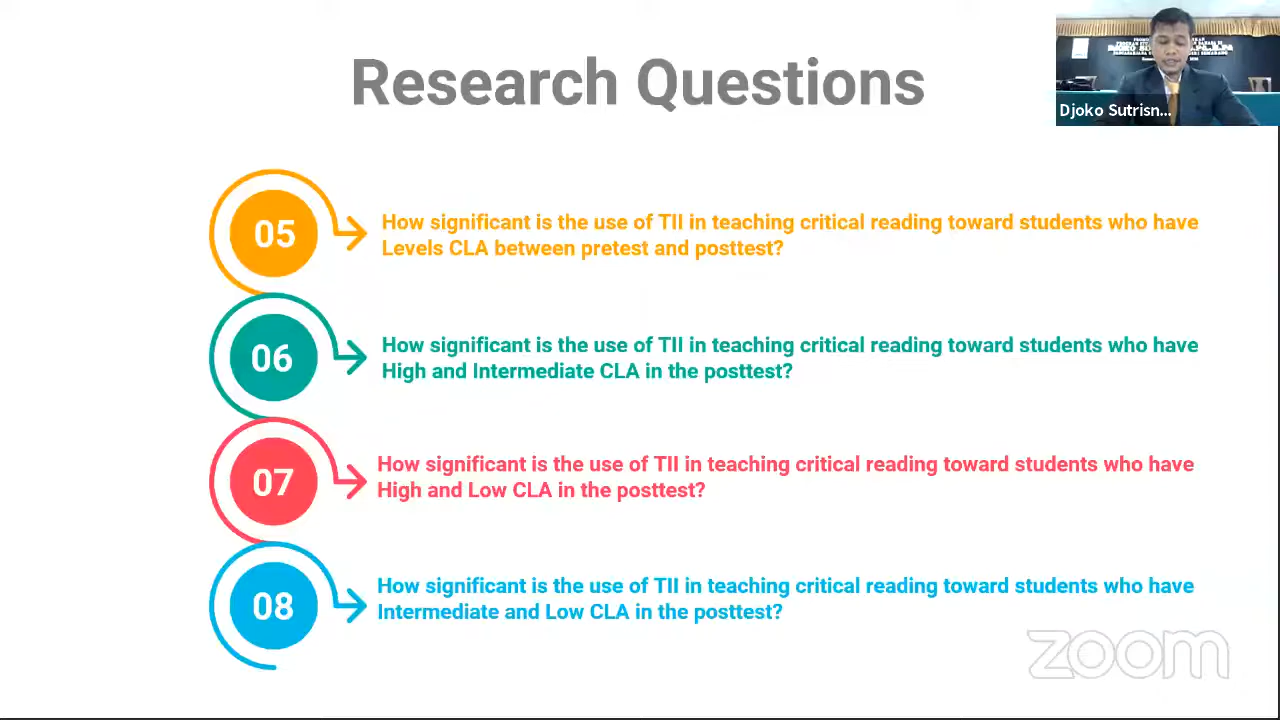 Research Questions
Djoko Sutrisn...
05
How significant is the use of TII in teaching critical reading toward students who have
Levels CLA between pretest and posttest?
06
How significant is the use of TII in teaching critical reading toward students who have
High and Intermediate CLA in the posttest?
07
How significant is the use of TII in teaching critical reading toward students who have
High and Low CLA in the posttest?
08
How significant is the use of TII in teaching critical reading toward students who have
Intermediate and Low CLA in the posttest?
zoom